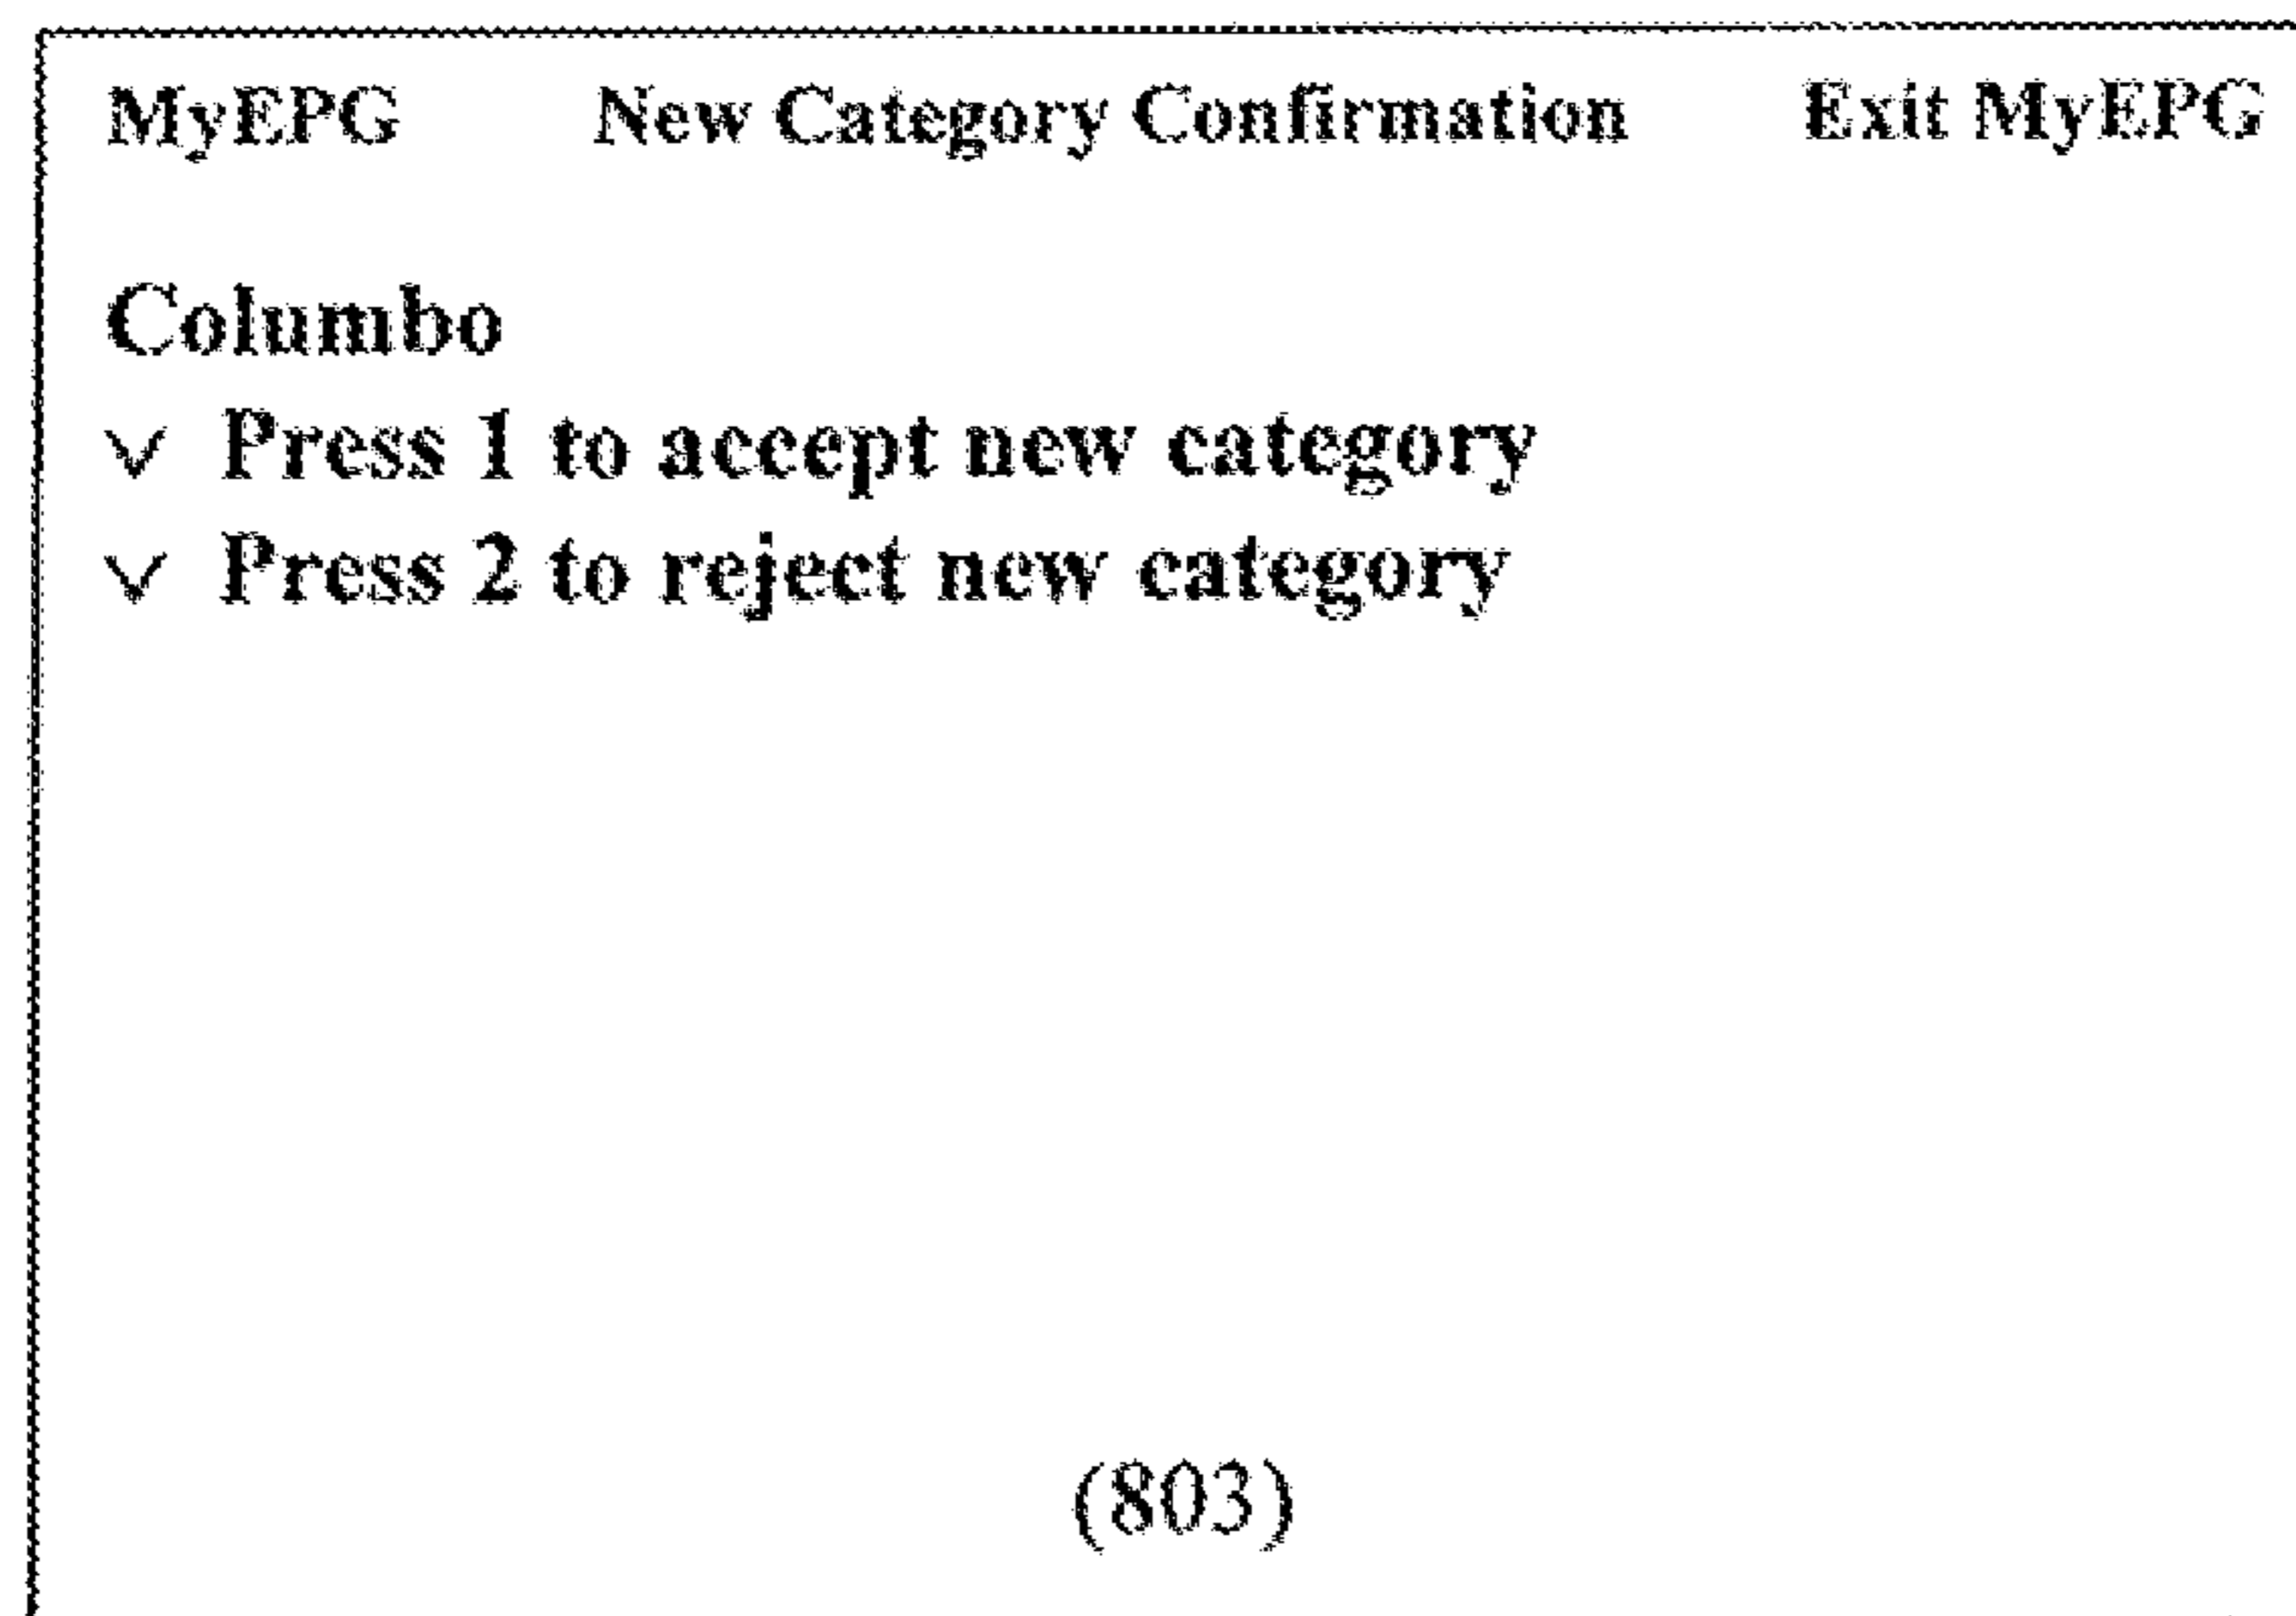 MyEPG New Category Confirmation Exit MyEPG
Columbo
✓ Press 1 to accept new category
✓ Press 2 to reject new category
(803)